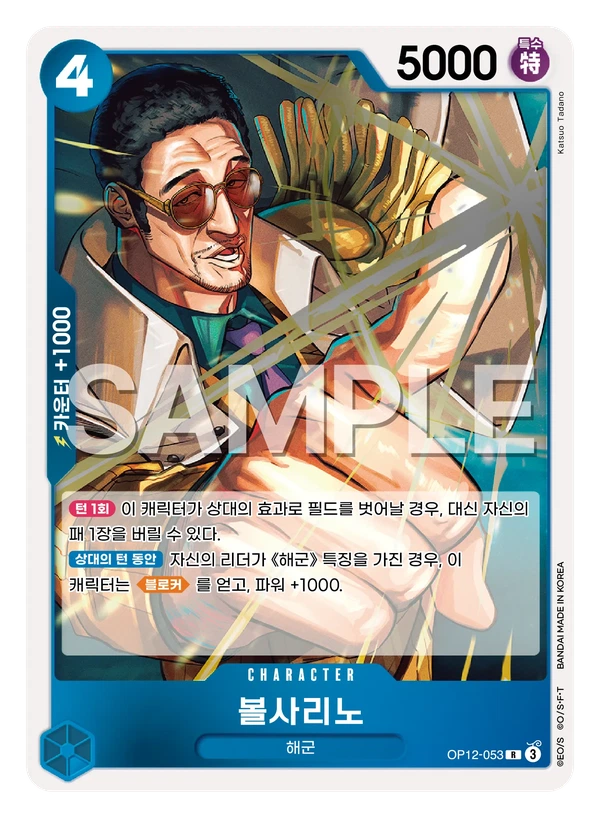 4
5000
특수
特
Katsuo Tadano
카운터 +1000
SAMPLE
턴 1회 이 캐릭터가 상대의 효과로 필드를 벗어날 경우, 대신 자신의
패 1장을 버릴 수 있다.
상대의 턴 동안 자신의 리더가 《해군》 특징을 가진 경우, 이
캐릭터는 블로커 를 얻고, 파워 +1000.
CHARACTER
볼사리노
해군
OP12-053 R 3
©EO/S ©O/S·F·T BANDAI MADE IN KOREA